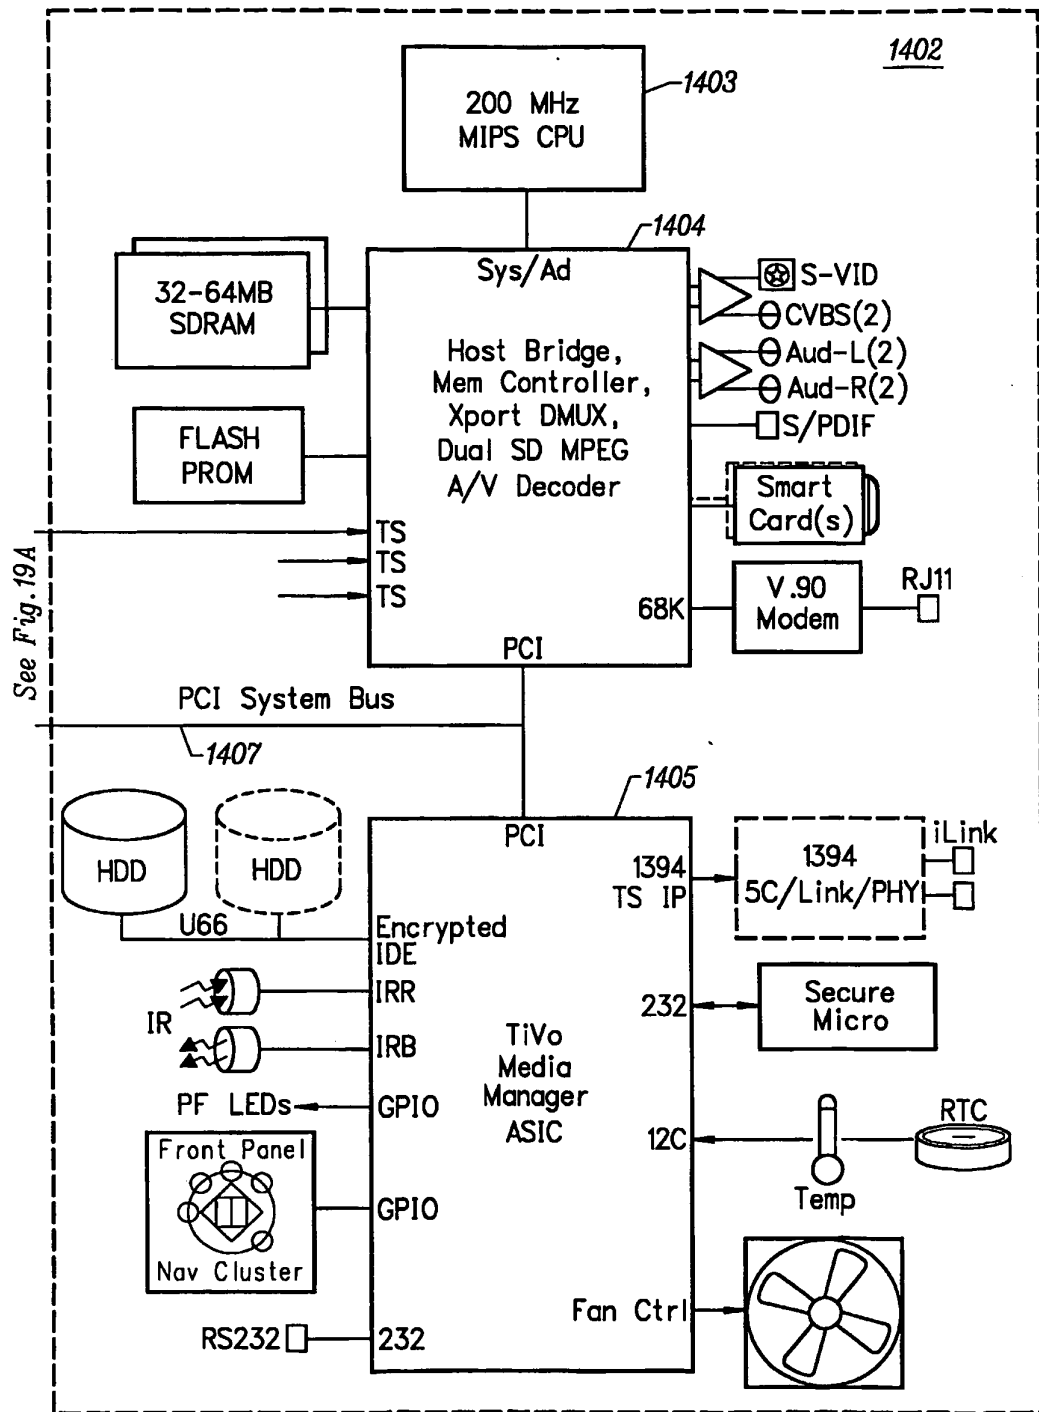 1402
1403
200 MHz
MIPS CPU
1404
Sys/Ad
32-64MB
SDRAM
S-VID
CVBS(2)
Host Bridge,
Mem Controller,
Xport DMUX,
Dual SD MPEG
A/V Decoder
Aud-L(2)
Aud-R(2)
S/PDIF
FLASH
PROM
Smart
Card(s)
TS
TS
TS
68K
V.90
Modem
RJ11
PCI
See Fig.19A
PCI System Bus
1407
1405
HDD
HDD
PCI
1394
TS IP
1394
5C/Link/PHY
iLink
U66
Encrypted
IDE
IR
IRR
IRB
232
Secure
Micro
TiVo
Media
Manager
ASIC
PF LEDs
GPIO
12C
Temp
RTC
Front Panel
Nav Cluster
GPIO
Fan Ctrl
RS232
232